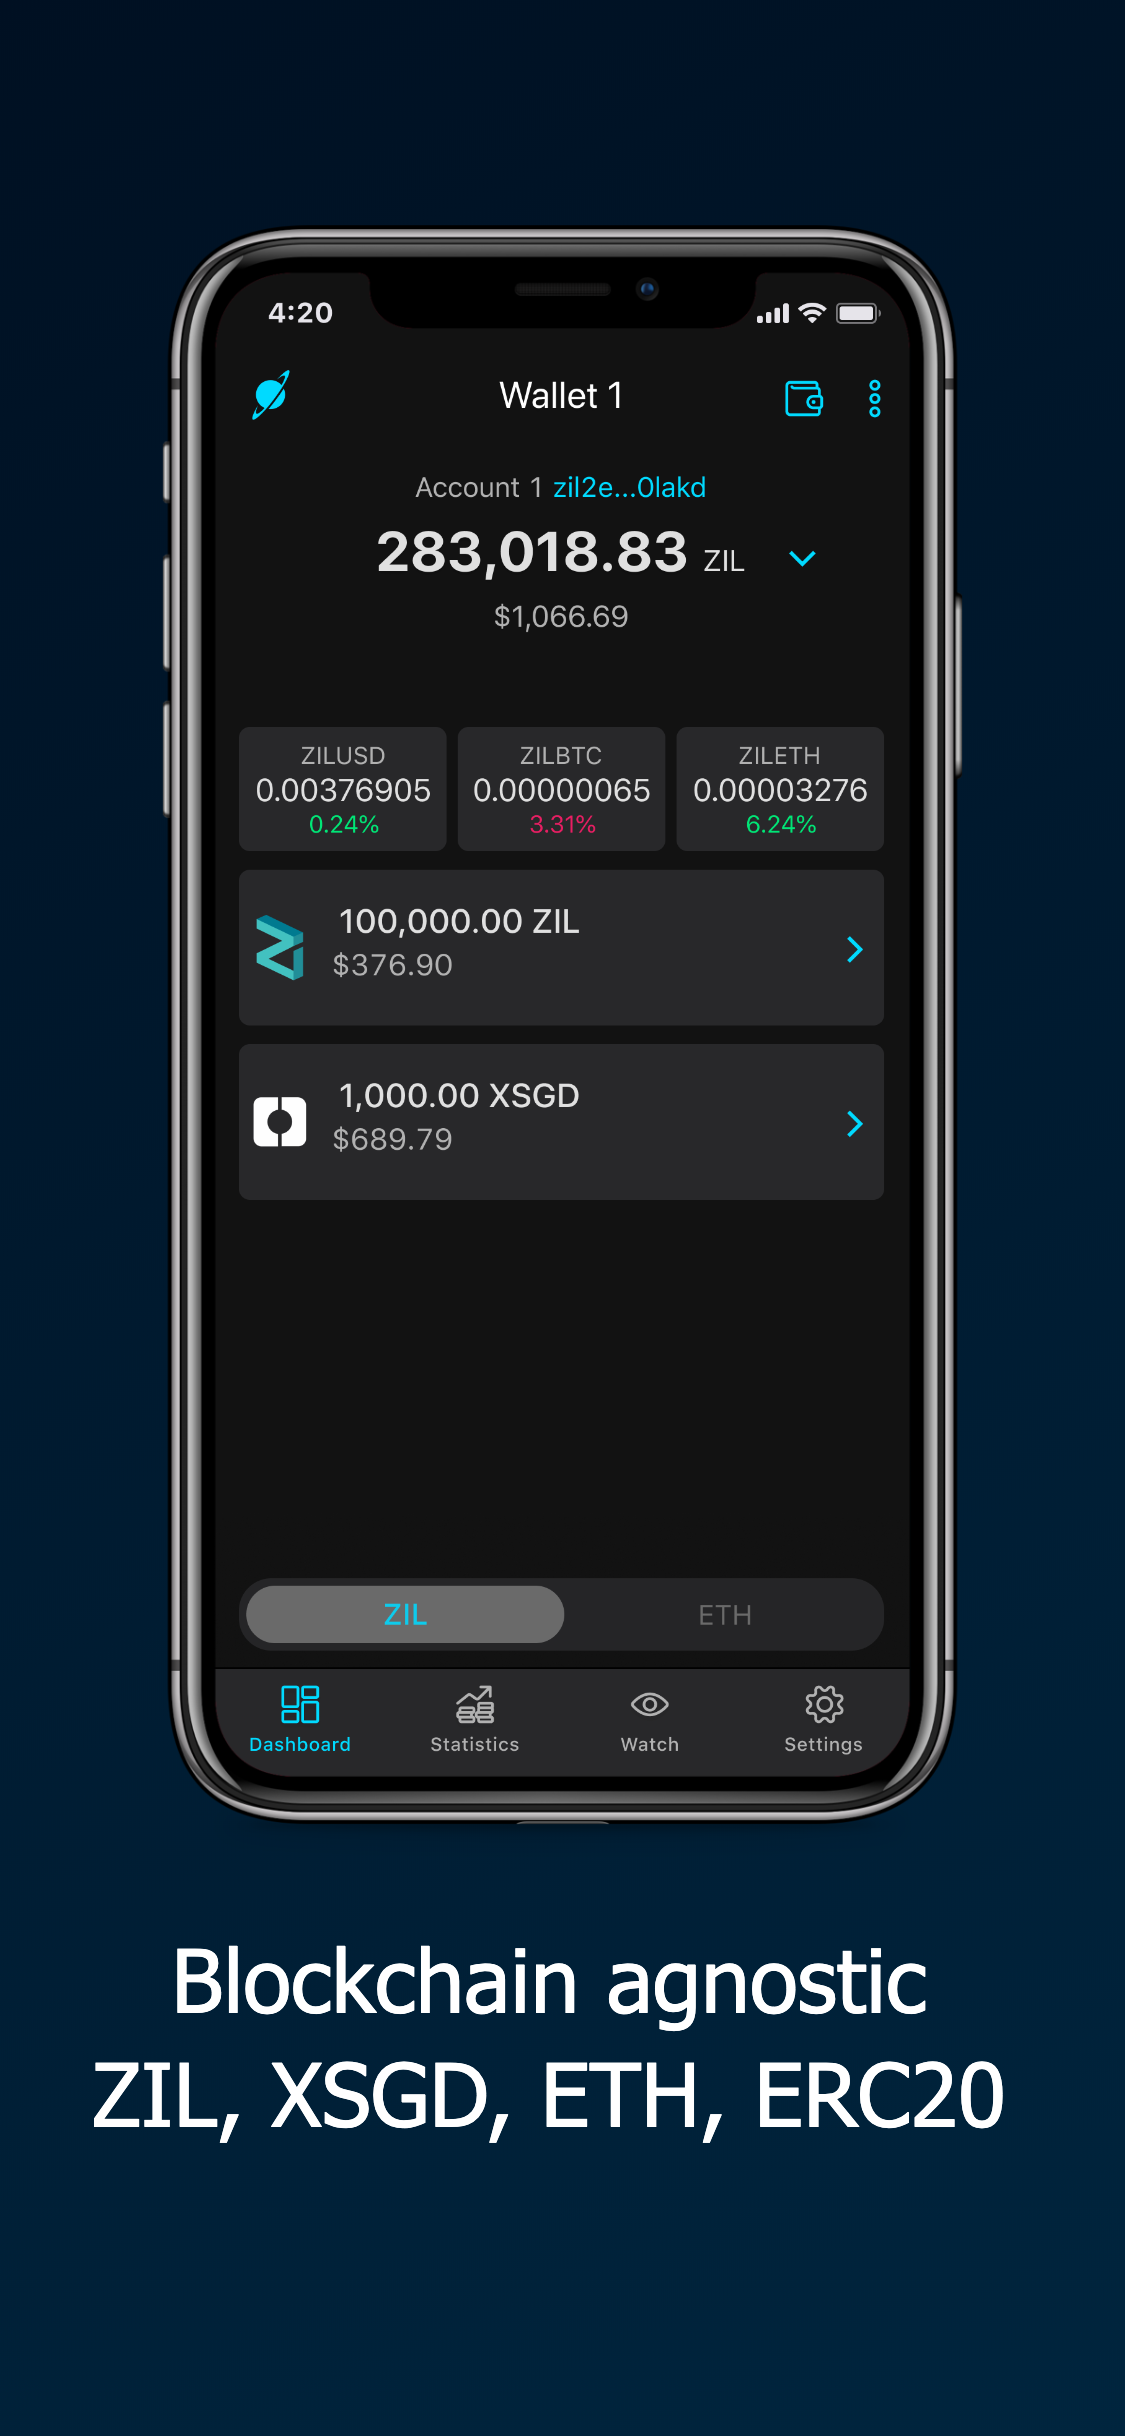 4:20
Wallet 1
Account 1 zil2e...0lakd
283,018.83 ZIL
$1,066.69
ZILUSD ZILBTC ZILETH
0.00376905 0.00000065 0.00003276
0.24% 3.31% 6.24%
100,000.00 ZIL
$376.90
1,000.00 XSGD
$689.79
ZIL ETH
Dashboard Statistics Watch Settings
Blockchain agnostic
ZIL, XSGD, ETH, ERC20